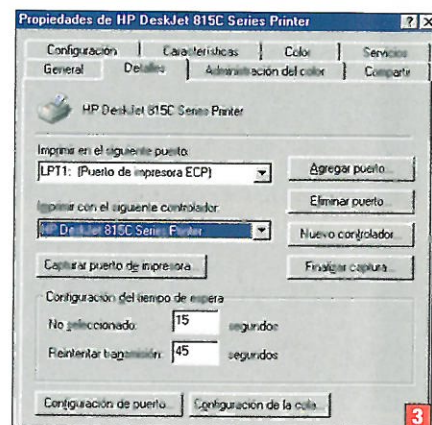 Propiedades de HP DeskJet 815C Series Printer ? x
Configuración Características Color Servicios
General Detalles Administración del color Compartir
HP DeskJet 815C Series Printer
Imprimir en el siguiente puerto:
LPT1: (Puerto de impresora ECP)
Agregar puerto...
Eliminar puerto
Imprimir con el siguiente controlador:
HP DeskJet 815C Series Printer
Nuevo controlador...
Capturar puerto de impresora...
Finalizar captura...
Configuración del tiempo de espera
No seleccionado: 15 segundos
Reintentar transmisión: 45 segundos
Configuración de puerto... Configuración de la cola...
3